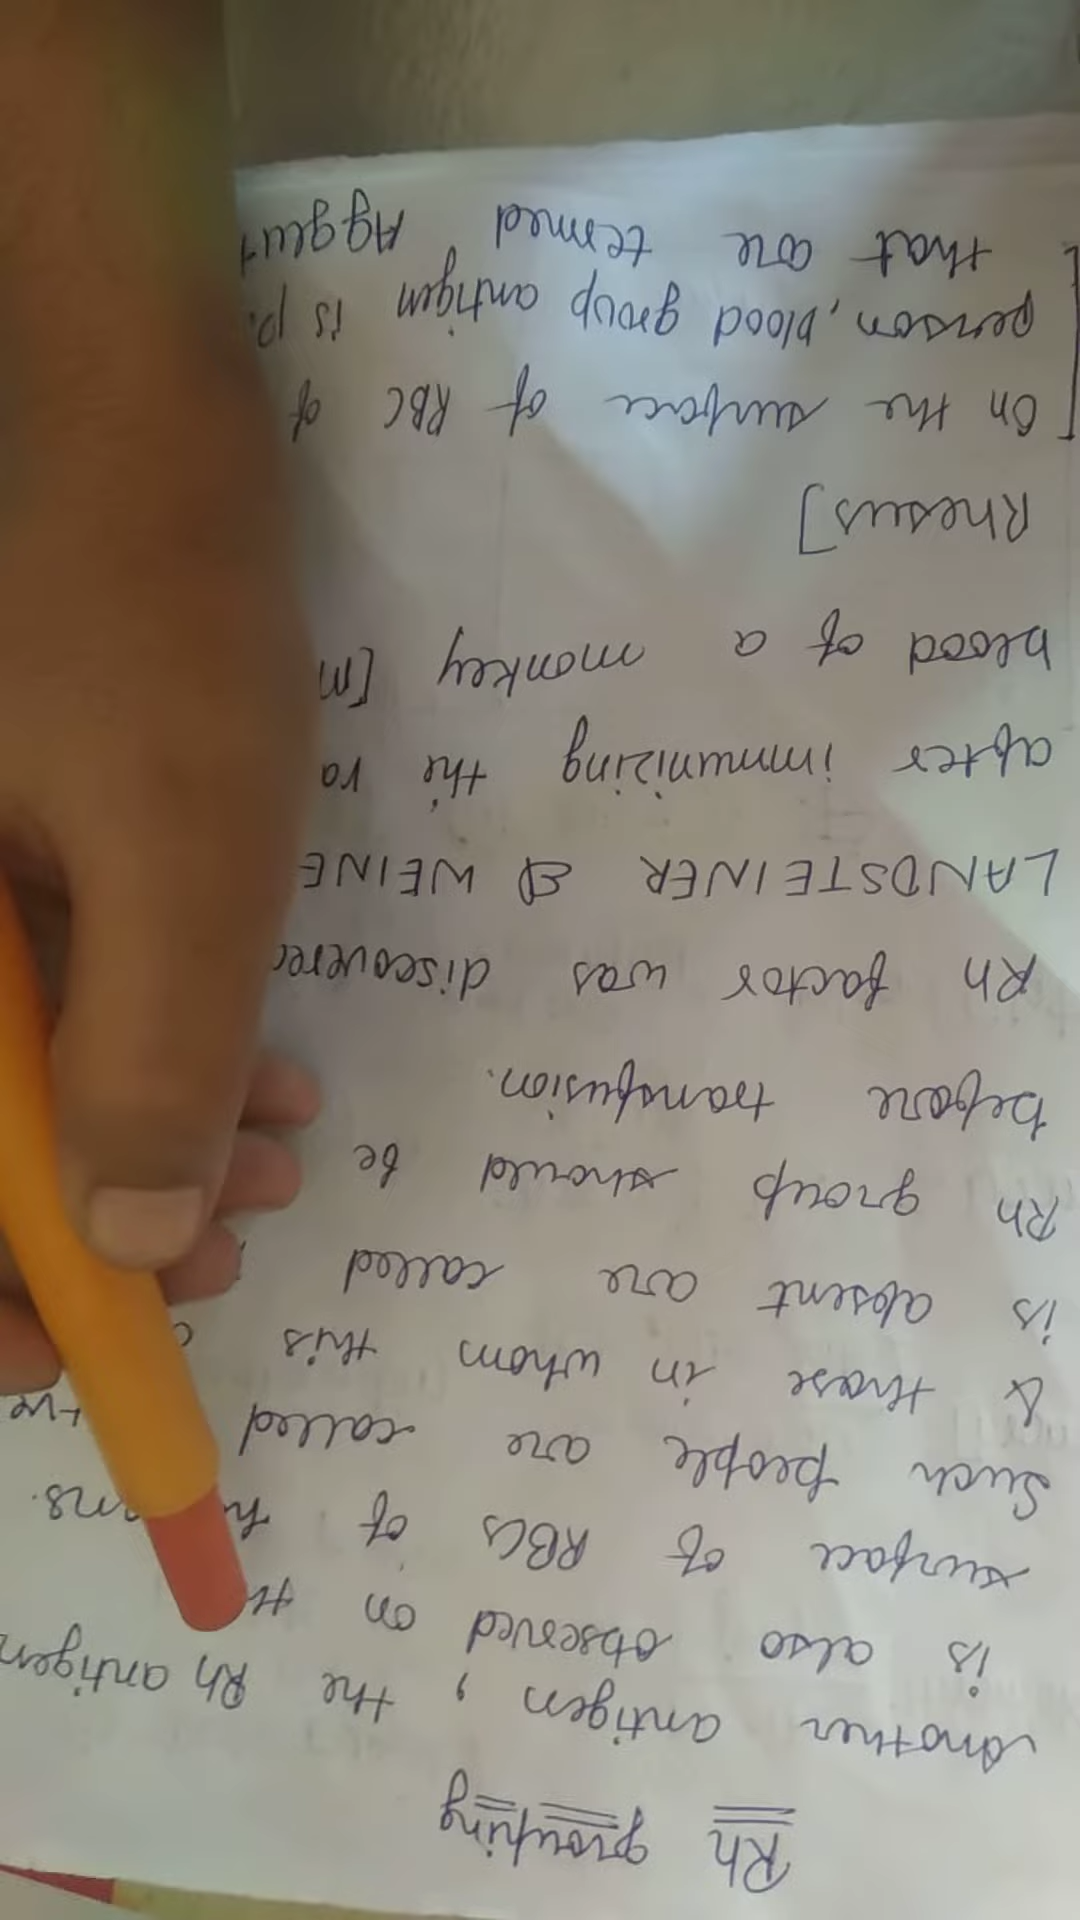 Rh grouping
Another antigen, the Rh antigen
is also observed on
surface of RBCs of
Such people are called +ve
& those in whom this
is absent are called
Rh group should be
before transfusion.
Rh factor was discovered
LANDSTEINER & WEINE
after immunizing the ra
blood of a monkey [m
Rhesus]
[On the surface of RBC of
person, blood group antigen is p
that are termed 'Agglut